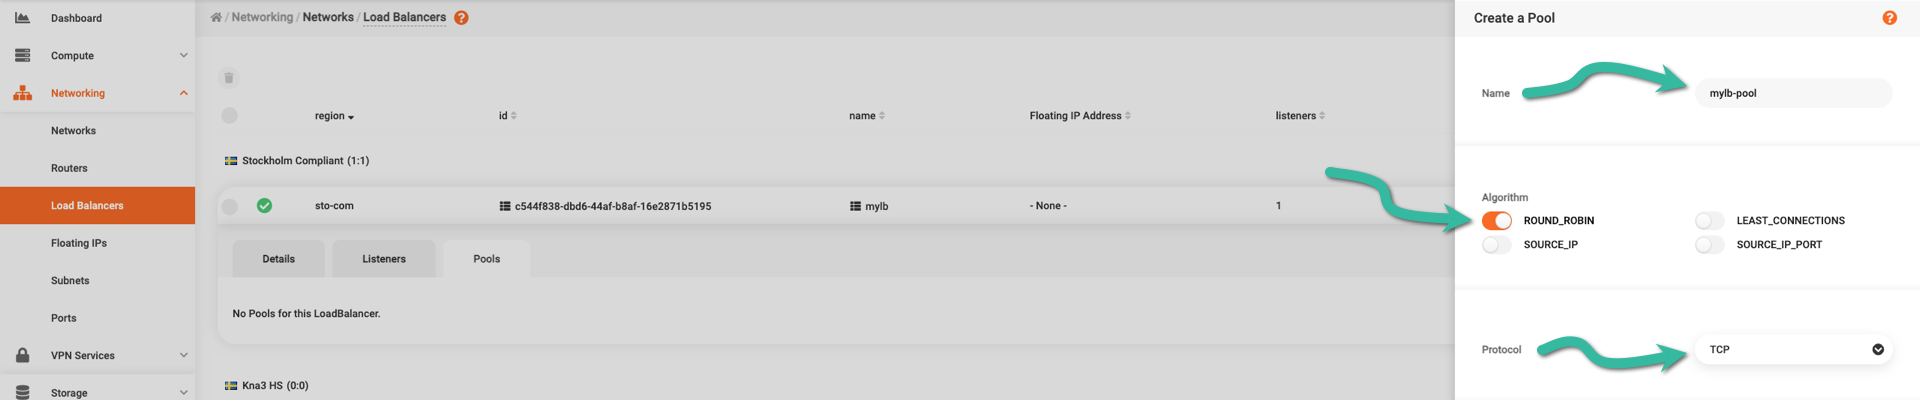 Dashboard
Compute
Networking
Networks
Routers
Load Balancers
Floating IPs
Subnets
Ports
VPN Services
Storage
/ Networking / Networks / Load Balancers ?
region id name Floating IP Address listeners
Stockholm Compliant (1:1)
sto-com c544f838-dbd6-44af-b8af-16e2871b5195 mylb - None - 1
Details Listeners Pools
No Pools for this LoadBalancer.
Kna3 HS (0:0)
Create a Pool ?
Name mylb-pool
Algorithm
ROUND_ROBIN LEAST_CONNECTIONS
SOURCE_IP SOURCE_IP_PORT
Protocol TCP